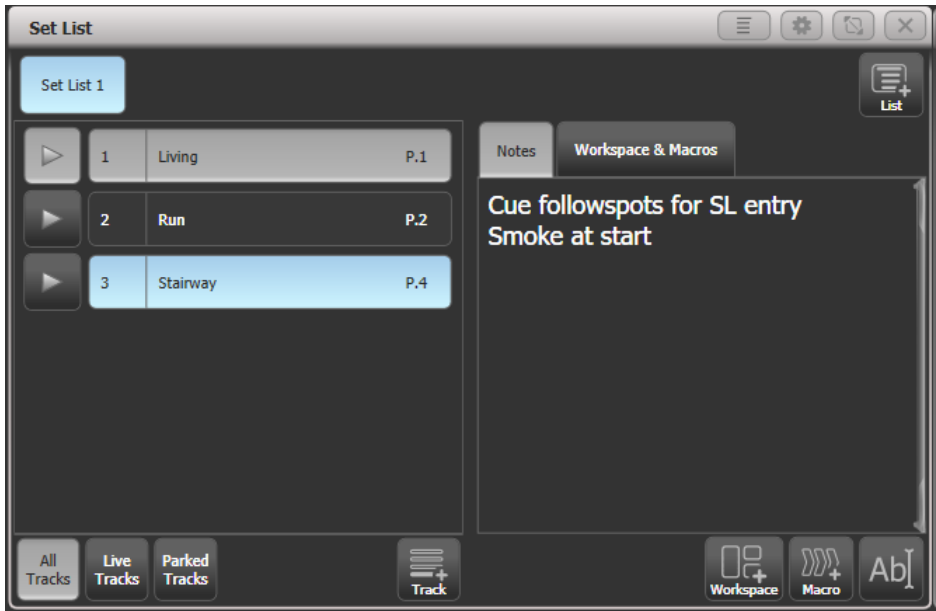 Set List
Set List 1
List
1 Living P.1
2 Run P.2
3 Stairway P.4
Notes
Workspace & Macros
Cue followspots for SL entry
Smoke at start
All
Tracks
Live
Tracks
Parked
Tracks
Track
Workspace
Macro
Ab